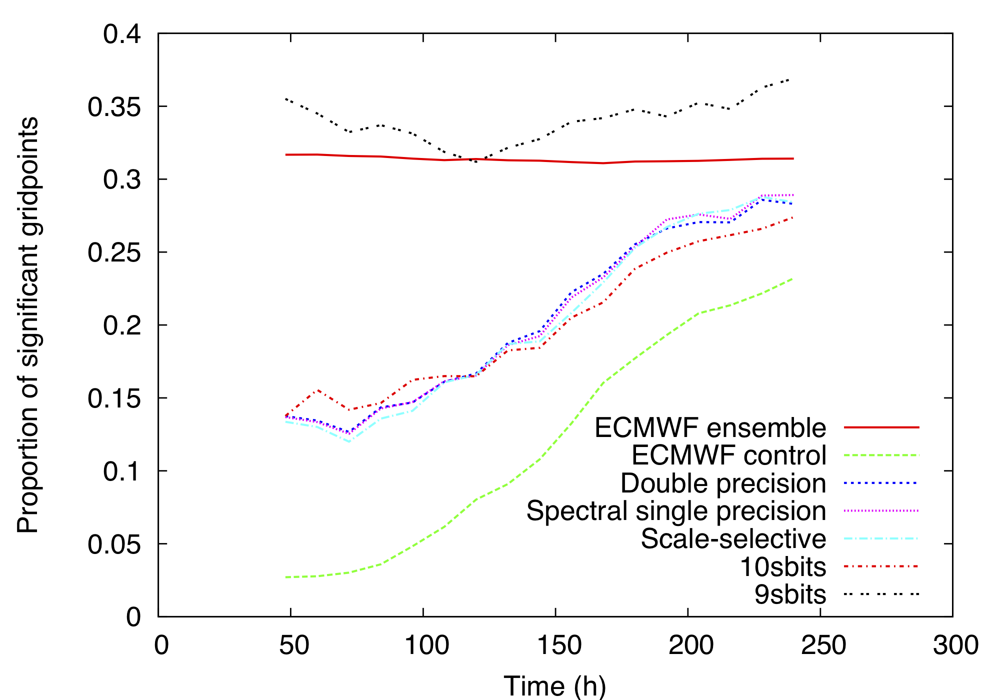 0.4
0.35
0.3
0.25
0.2
0.15
0.1
0.05
0
Proportion of significant gridpoints
ECMWF ensemble
ECMWF control
Double precision
Spectral single precision
Scale-selective
10sbits
9sbits
0 50 100 150 200 250 300
Time (h)